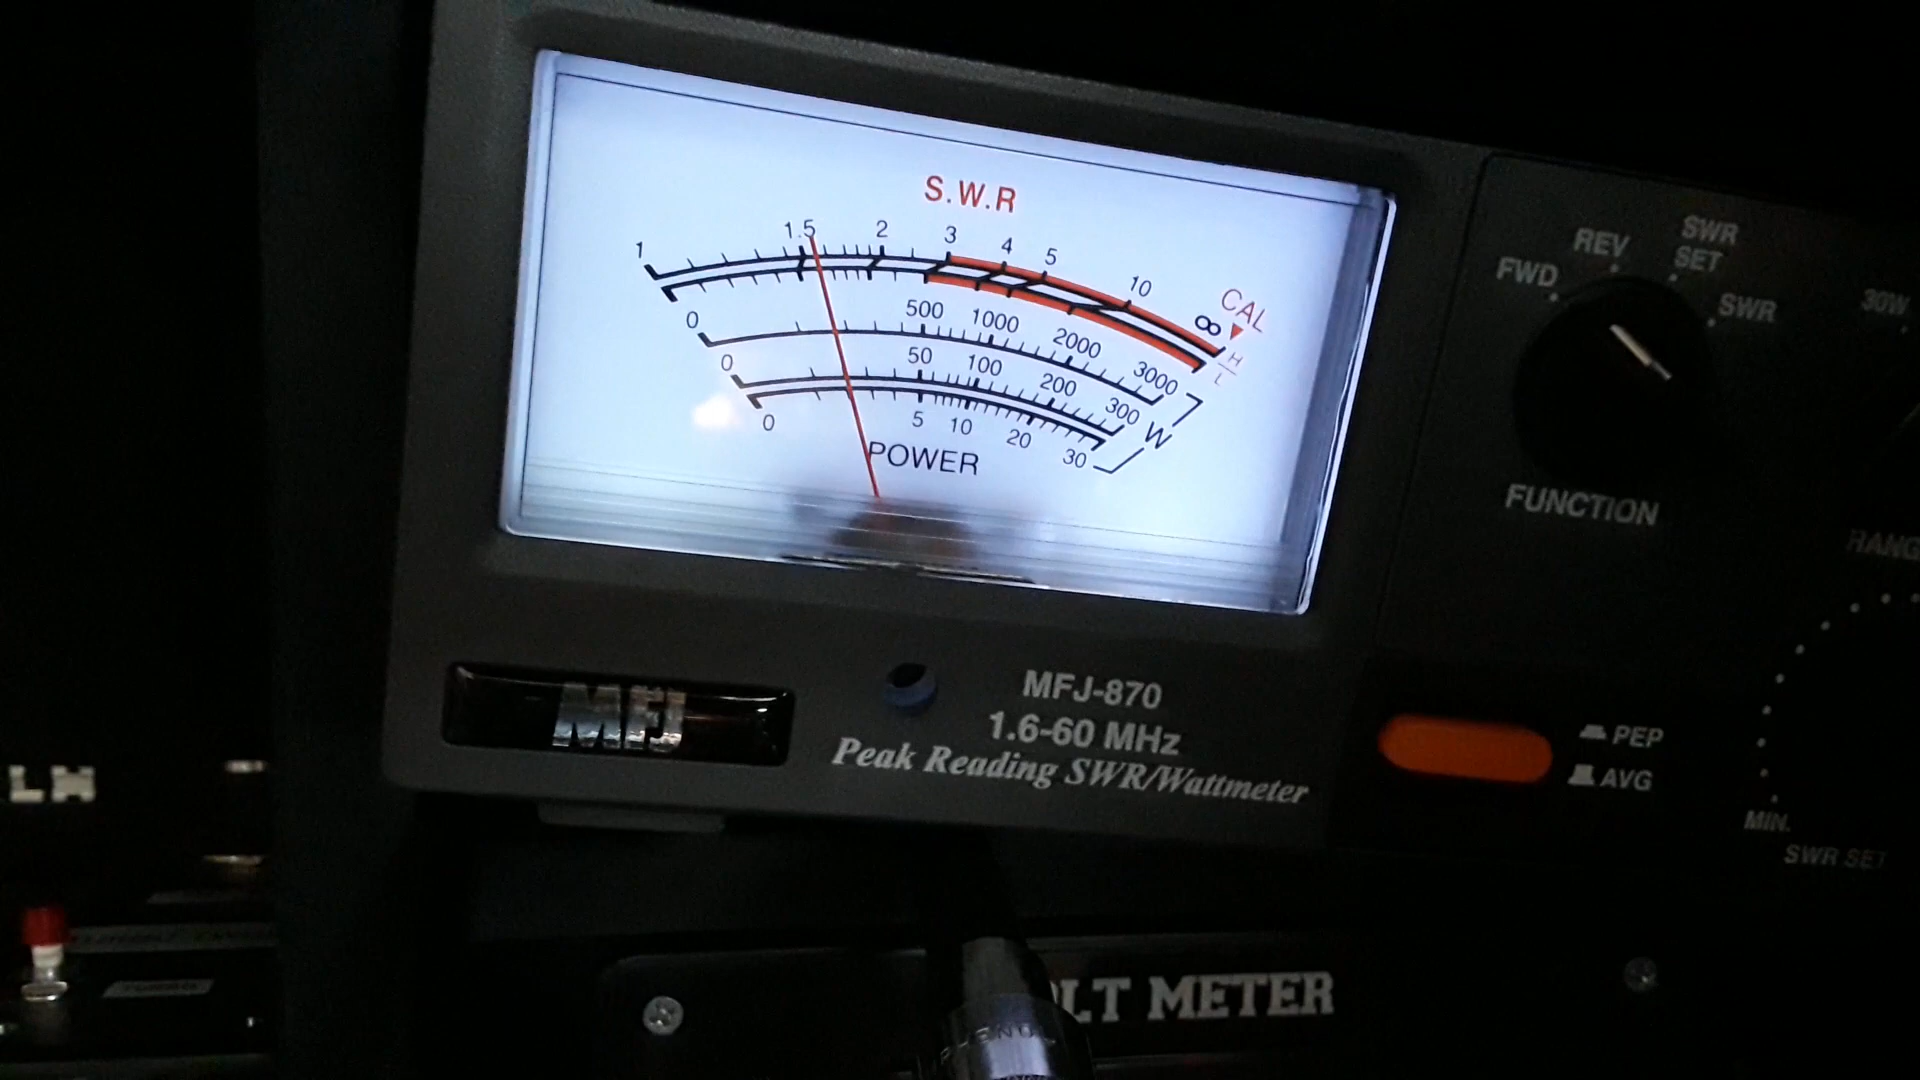 S.W.R
1 1.5 2 3 4 5 10 ∞ CAL
H
L
0 500 1000 2000 3000
0 50 100 200 300
W
0 5 10 20 30
POWER
FWD REV SWR SET SWR
FUNCTION
30W
MFJ
MFJ-870
1.6-60 MHz
Peak Reading SWR/Wattmeter
PEP
AVG
MIN.
SWR SET
LT METER